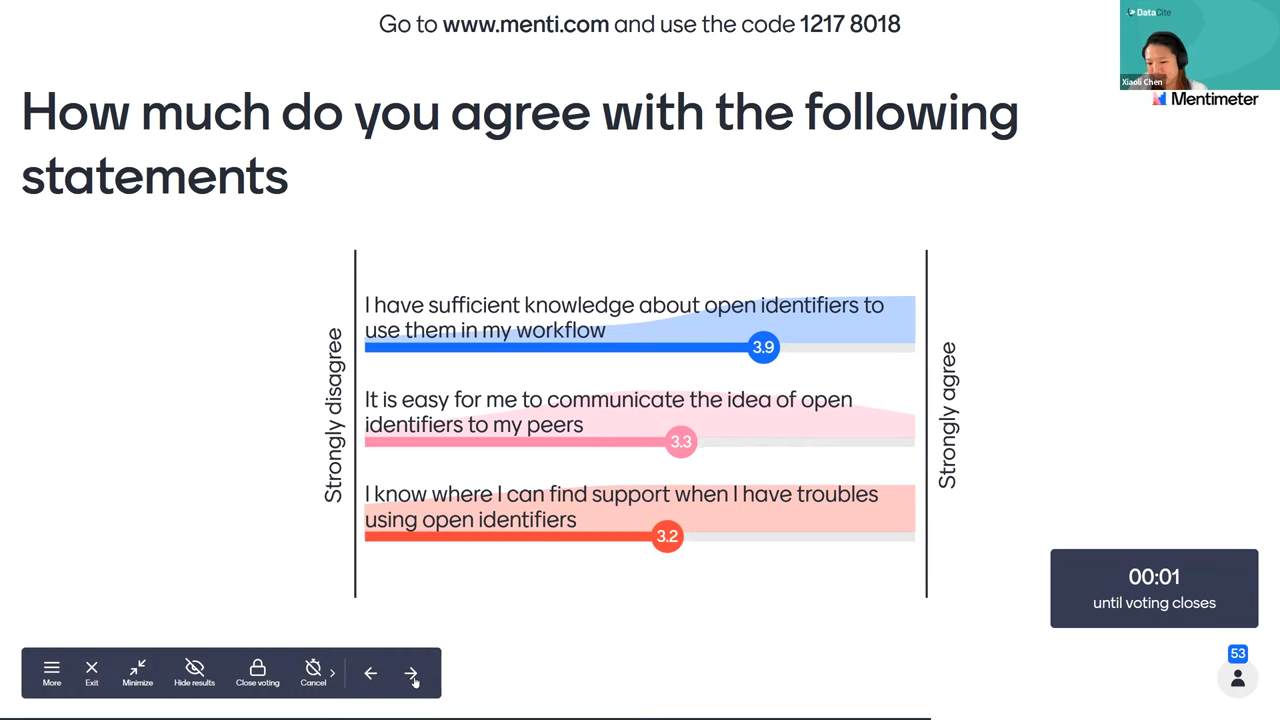 Go to www.menti.com and use the code 1217 8018
DataCite
Xiaoli Chen
Mentimeter
How much do you agree with the following
statements
Strongly disagree
I have sufficient knowledge about open identifiers to
use them in my workflow
3.9
It is easy for me to communicate the idea of open
identifiers to my peers
3.3
I know where I can find support when I have troubles
using open identifiers
3.2
Strongly agree
00:01
until voting closes
More
Exit
Minimize
Hide results
Close voting
Cancel
53